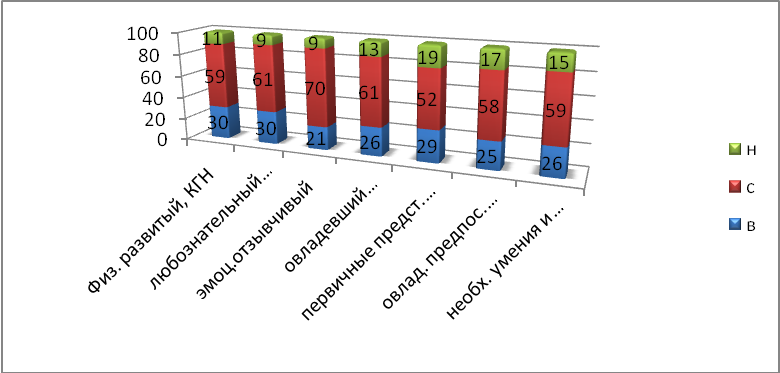 100
80
60
40
20
0
11 9 9 13 19 17 15
59 61 70 61 52 58 59
30 30 21 26 29 25 26
Физ. развитый, КГН
любознательный…
эмоц.отзывчивый
овладевший…
первичные предст.…
овлад. предпос.…
необх. умения и…
Н
С
В